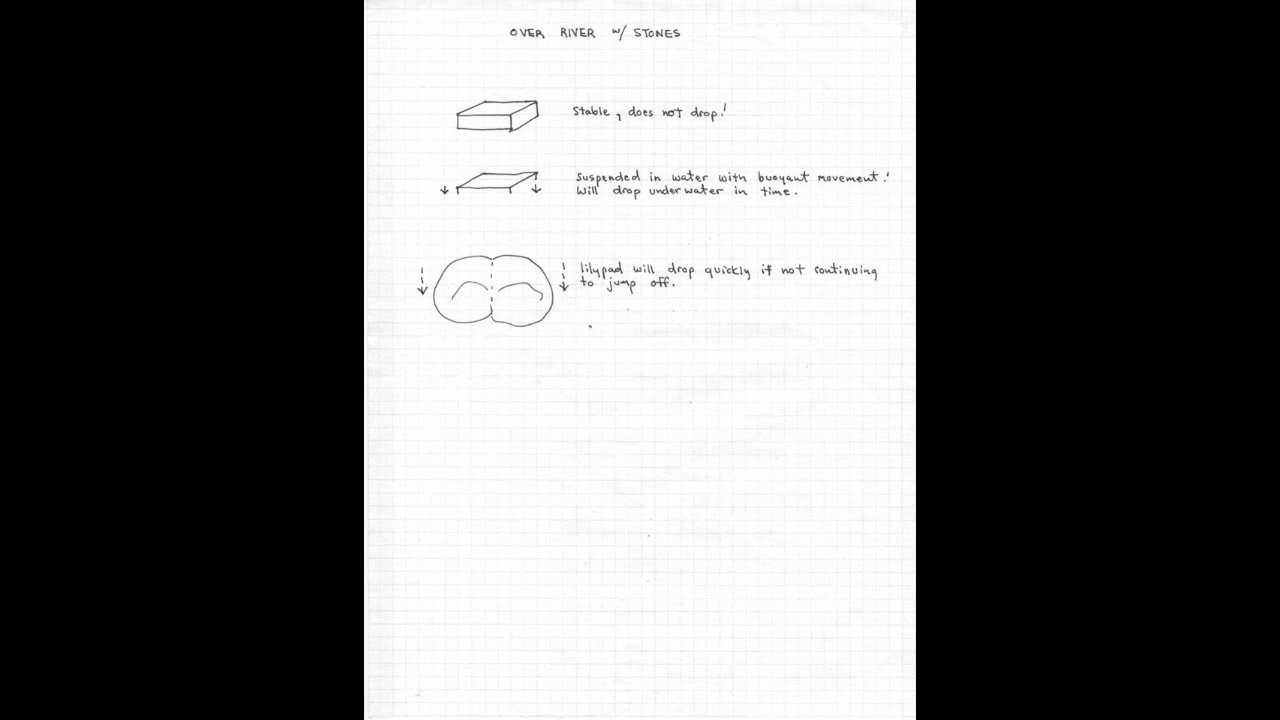 OVER RIVER w/ STONES
Stable, does not drop!
Suspended in water with buoyant movement!
Will drop underwater in time.
lilypad will drop quickly if not continuing
to jump off.